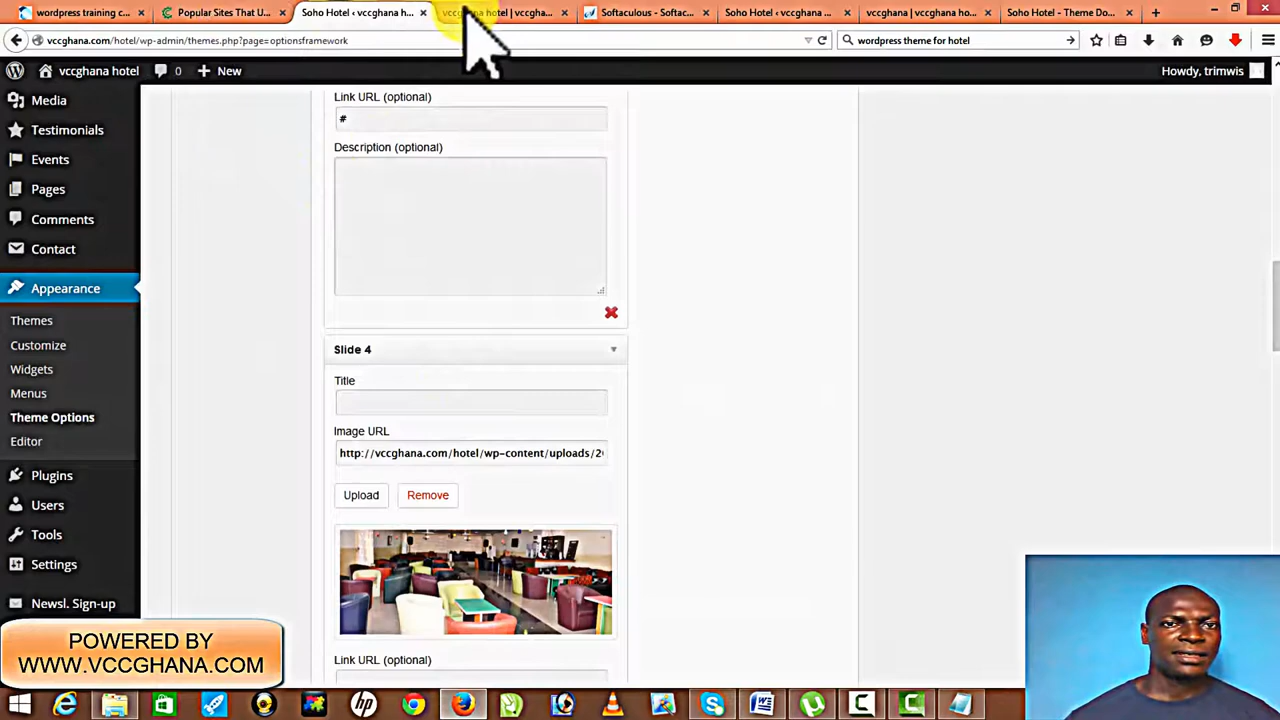 wordpress training c...
Popular Sites That U...
Soho Hotel ‹ vccghana h...
vccghana hotel | vccgha...
Softaculous - Softac...
Soho Hotel ‹ vccghana ...
vccghana | vccghana ho...
Soho Hotel - Theme Do...
vccghana.com/hotel/wp-admin/themes.php?page=optionsframework
wordpress theme for hotel
vccghana hotel
0
New
Howdy, trimwis
Media
Testimonials
Events
Pages
Comments
Contact
Appearance
Themes
Customize
Widgets
Menus
Theme Options
Editor
Plugins
Users
Tools
Settings
Newsl. Sign-up
Link URL (optional)
#
Description (optional)
Slide 4
Title
Image URL
http://vccghana.com/hotel/wp-content/uploads/2
Upload
Remove
Link URL (optional)
POWERED BY
WWW.VCCGHANA.COM